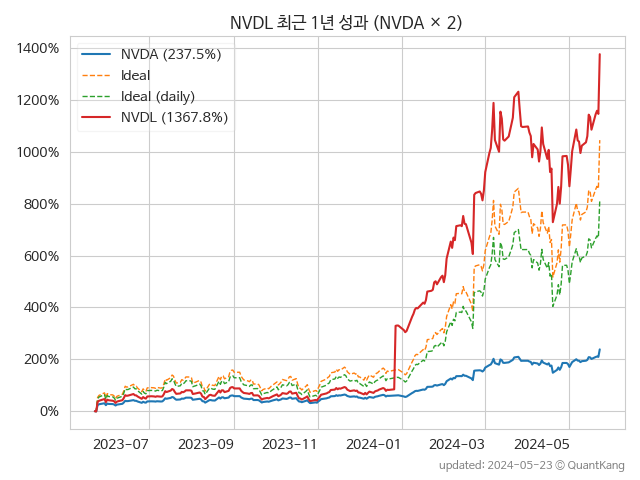 NVDL 최근 1년 성과 (NVDA × 2)
1400%
1200%
1000%
800%
600%
400%
200%
0%
NVDA (237.5%)
Ideal
Ideal (daily)
NVDL (1367.8%)
2023-07
2023-09
2023-11
2024-01
2024-03
2024-05
updated: 2024-05-23 ⓒ QuantKang